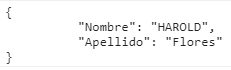 {
"Nombre": "HAROLD",
"Apellido": "Flores"
}